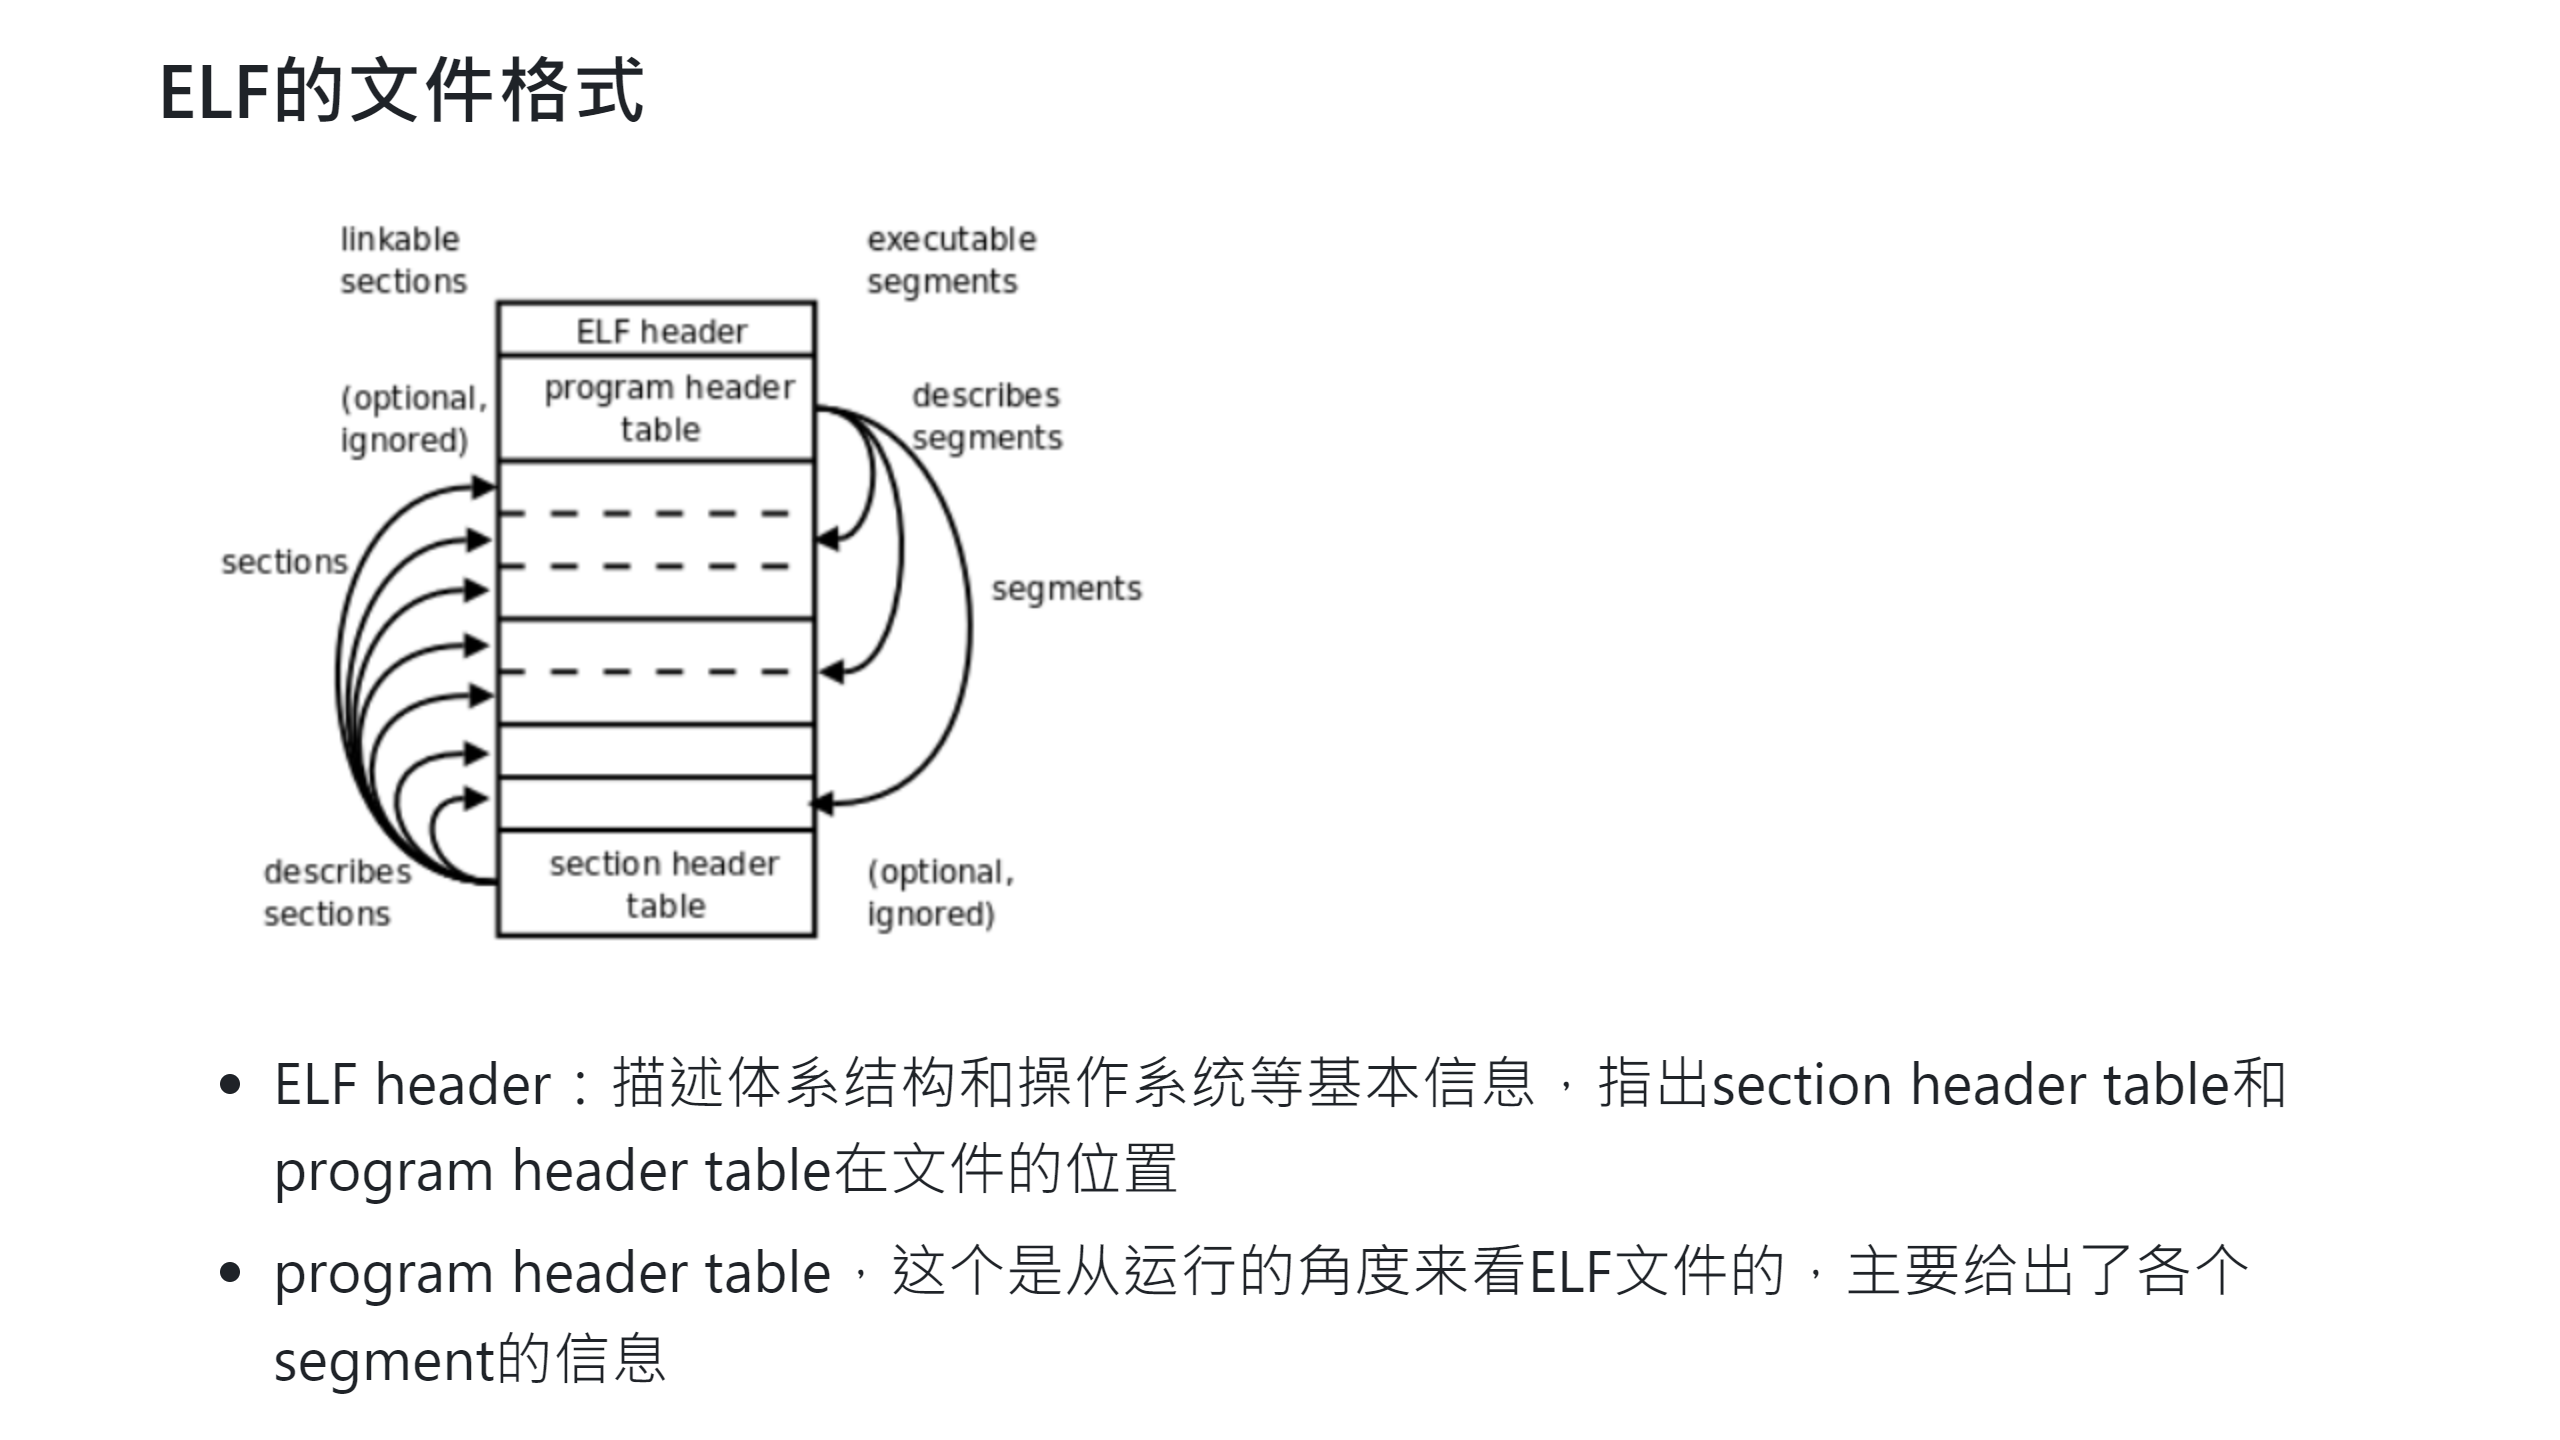 ELF的文件格式
linkable
sections
executable
segments
ELF header
program header
table
(optional,
ignored)
describes
segments
sections
segments
describes
sections
section header
table
(optional,
ignored)
ELF header：描述体系结构和操作系统等基本信息，指出section header table和
program header table在文件的位置
program header table，这个是从运行的角度来看ELF文件的，主要给出了各个
segment的信息